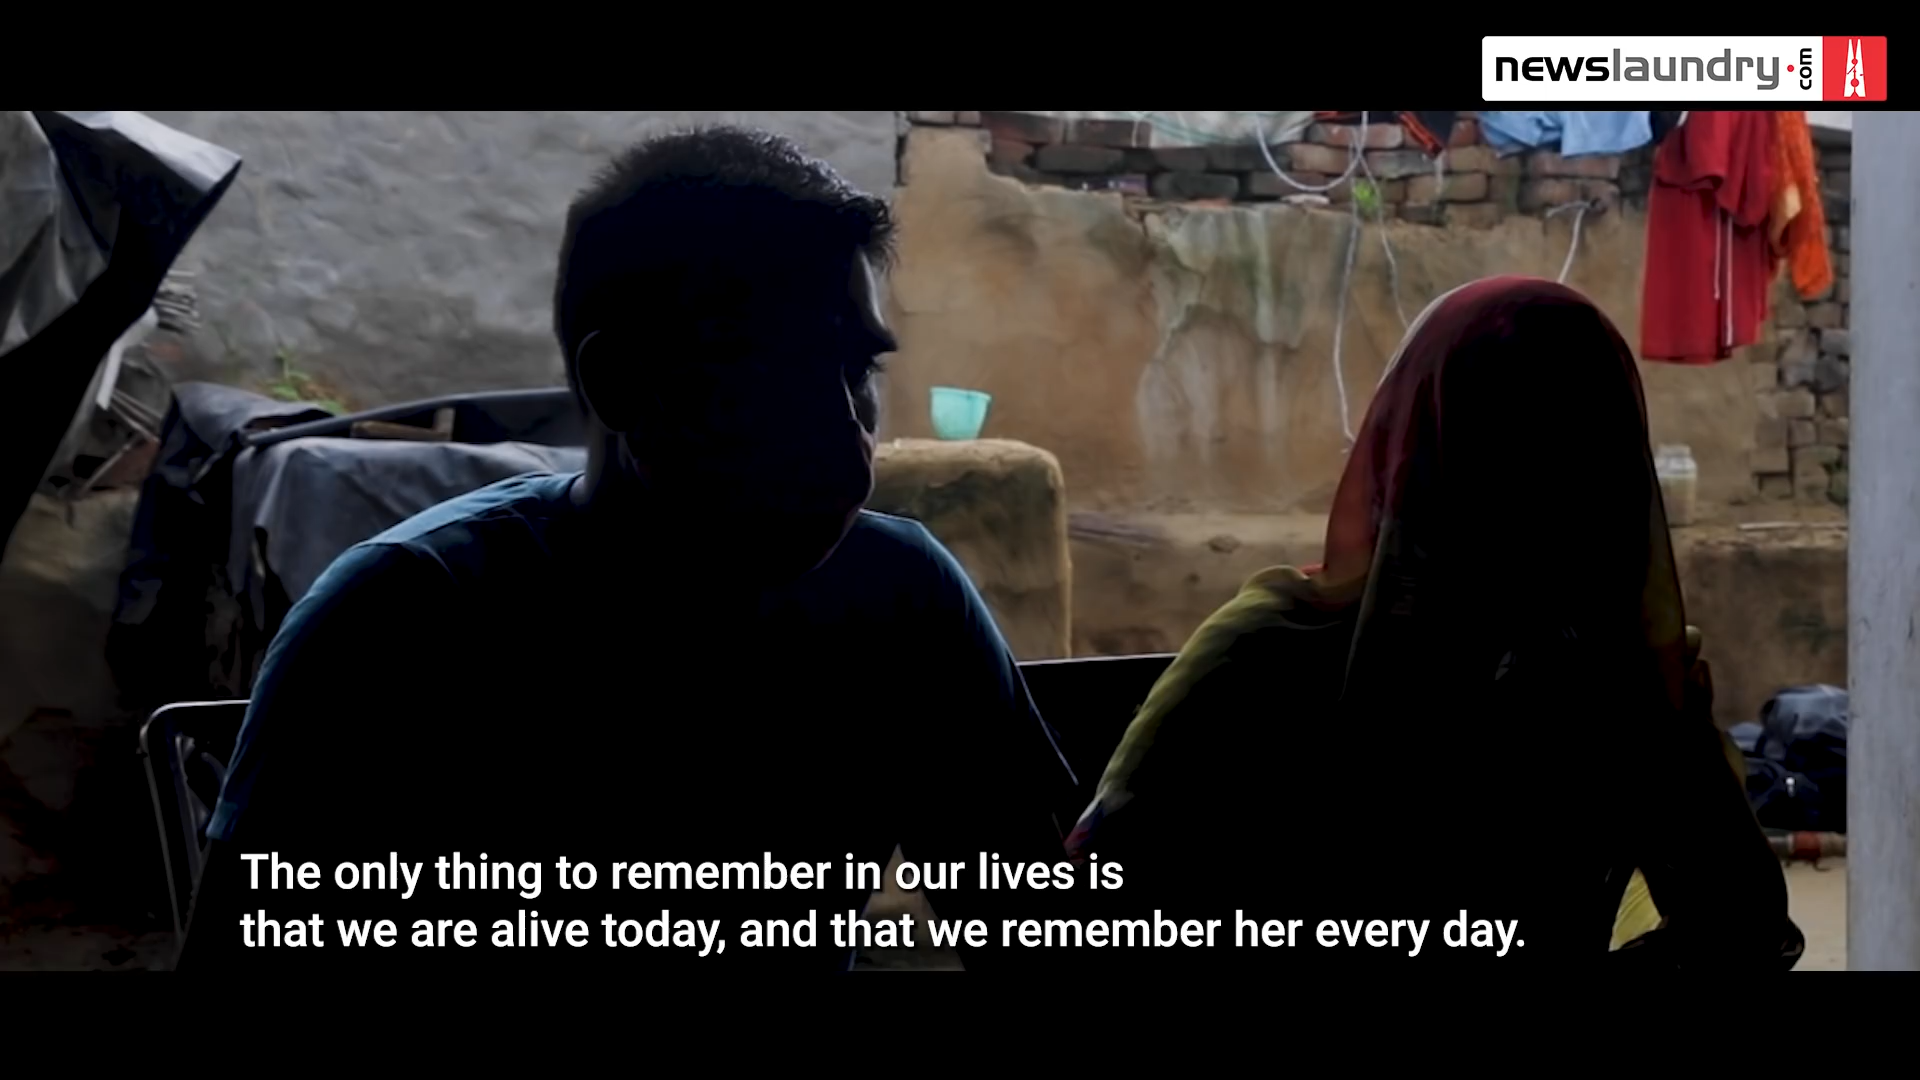 newslaundry.com
The only thing to remember in our lives is
that we are alive today, and that we remember her every day.